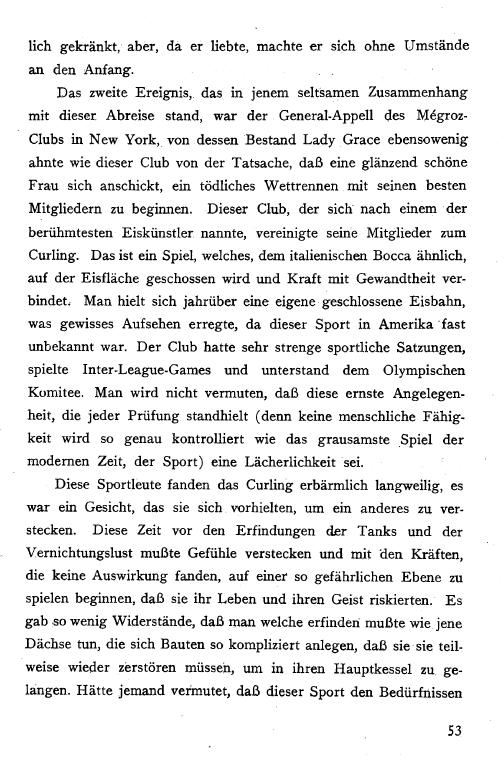 lich gekränkt, aber, da er liebte, machte er sich ohne Umstände
an den Anfang.
Das zweite Ereignis, das in jenem seltsamen Zusammenhang
mit dieser Abreise stand, war der General-Appell des Mégroz-
Clubs in New York, von dessen Bestand Lady Grace ebensowenig
ahnte wie dieser Club von der Tatsache, daß eine glänzend schöne
Frau sich anschickt, ein tödliches Wettrennen mit seinen besten
Mitgliedern zu beginnen. Dieser Club, der sich nach einem der
berühmtesten Eiskünstler nannte, vereinigte seine Mitglieder zum
Curling. Das ist ein Spiel, welches, dem italienischen Bocca ähnlich,
auf der Eisfläche geschossen wird und Kraft mit Gewandtheit ver-
bindet. Man hielt sich jahrüber eine eigene geschlossene Eisbahn,
was gewisses Aufsehen erregte, da dieser Sport in Amerika fast
unbekannt war. Der Club hatte sehr strenge sportliche Satzungen,
spielte Inter-League-Games und unterstand dem Olympischen
Komitee. Man wird nicht vermuten, daß diese ernste Angelegen-
heit, die jeder Prüfung standhielt (denn keine menschliche Fähig-
keit wird so genau kontrolliert wie das grausamste Spiel der
modernen Zeit, der Sport) eine Lächerlichkeit sei.
Diese Sportleute fanden das Curling erbärmlich langweilig, es
war ein Gesicht, das sie sich vorhielten, um ein anderes zu ver-
stecken. Diese Zeit vor den Erfindungen der Tanks und der
Vernichtungslust mußte Gefühle verstecken und mit den Kräften,
die keine Auswirkung fanden, auf einer so gefährlichen Ebene zu
spielen beginnen, daß sie ihr Leben und ihren Geist riskierten. Es
gab so wenig Widerstände, daß man welche erfinden mußte wie jene
Dächse tun, die sich Bauten so kompliziert anlegen, daß sie sie teil-
weise wieder zerstören müssen, um in ihren Hauptkessel zu ge-
langen. Hätte jemand vermutet, daß dieser Sport den Bedürfnissen
53